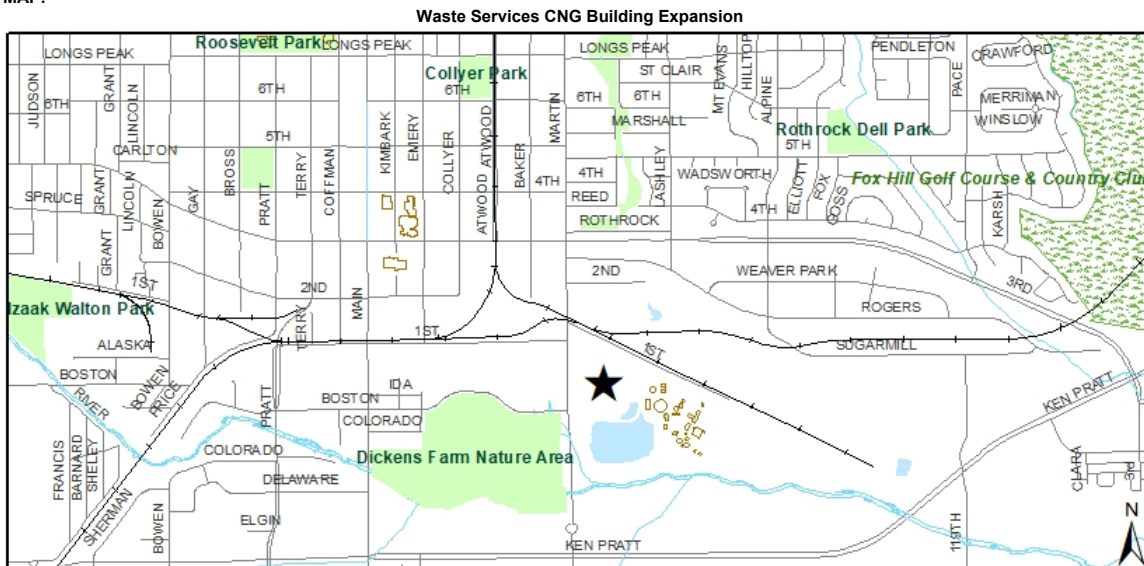 Waste Services CNG Building Expansion
LONGS PEAK
Roosevelt Park
LONGS PEAK
LONGS PEAK
PENDLETON
CRAWFORD
JUDSON
6TH
GRANT
LINCOLN
6TH
Collyer Park
6TH
ATWOOD
ATWOOD
MARTIN
ST CLAIR
6TH
6TH
MT EVANS
HILLTOP
ALPINE
PACE
MERRIMAN
WINSLOW
MARSHALL
Rothrock Dell Park
5TH
5TH
CARLTON
KIMBARK
EMERY
COLLYER
BAKER
4TH
4TH
REED
ASHLEY
WADSWORTH
4TH
ELLIOTT
FOX
GOSS
Fox Hill Golf Course & Country Clu
KARSH
SPRUCE
GRANT
LINCOLN
BOWEN
GAY
BROSS
PRATT
TERRY
COFFMAN
ATWOOD
ROTHROCK
GRANT
1ST
2ND
MAIN
2ND
WEAVER PARK
3RD
ROGERS
Izaak Walton Park
TERRY
1ST
1ST
SUGARMILL
ALASKA
BOSTON
BOWEN
PRICE
RIVER
PRATT
IDA
BOSTON
COLORADO
KEN PRATT
Dickens Farm Nature Area
COLORADO
DELAWARE
FRANCIS
BARNARD
SHELEY
SHERMAN
BOWEN
ELGIN
KEN PRATT
119TH
CLARA
3RD
N